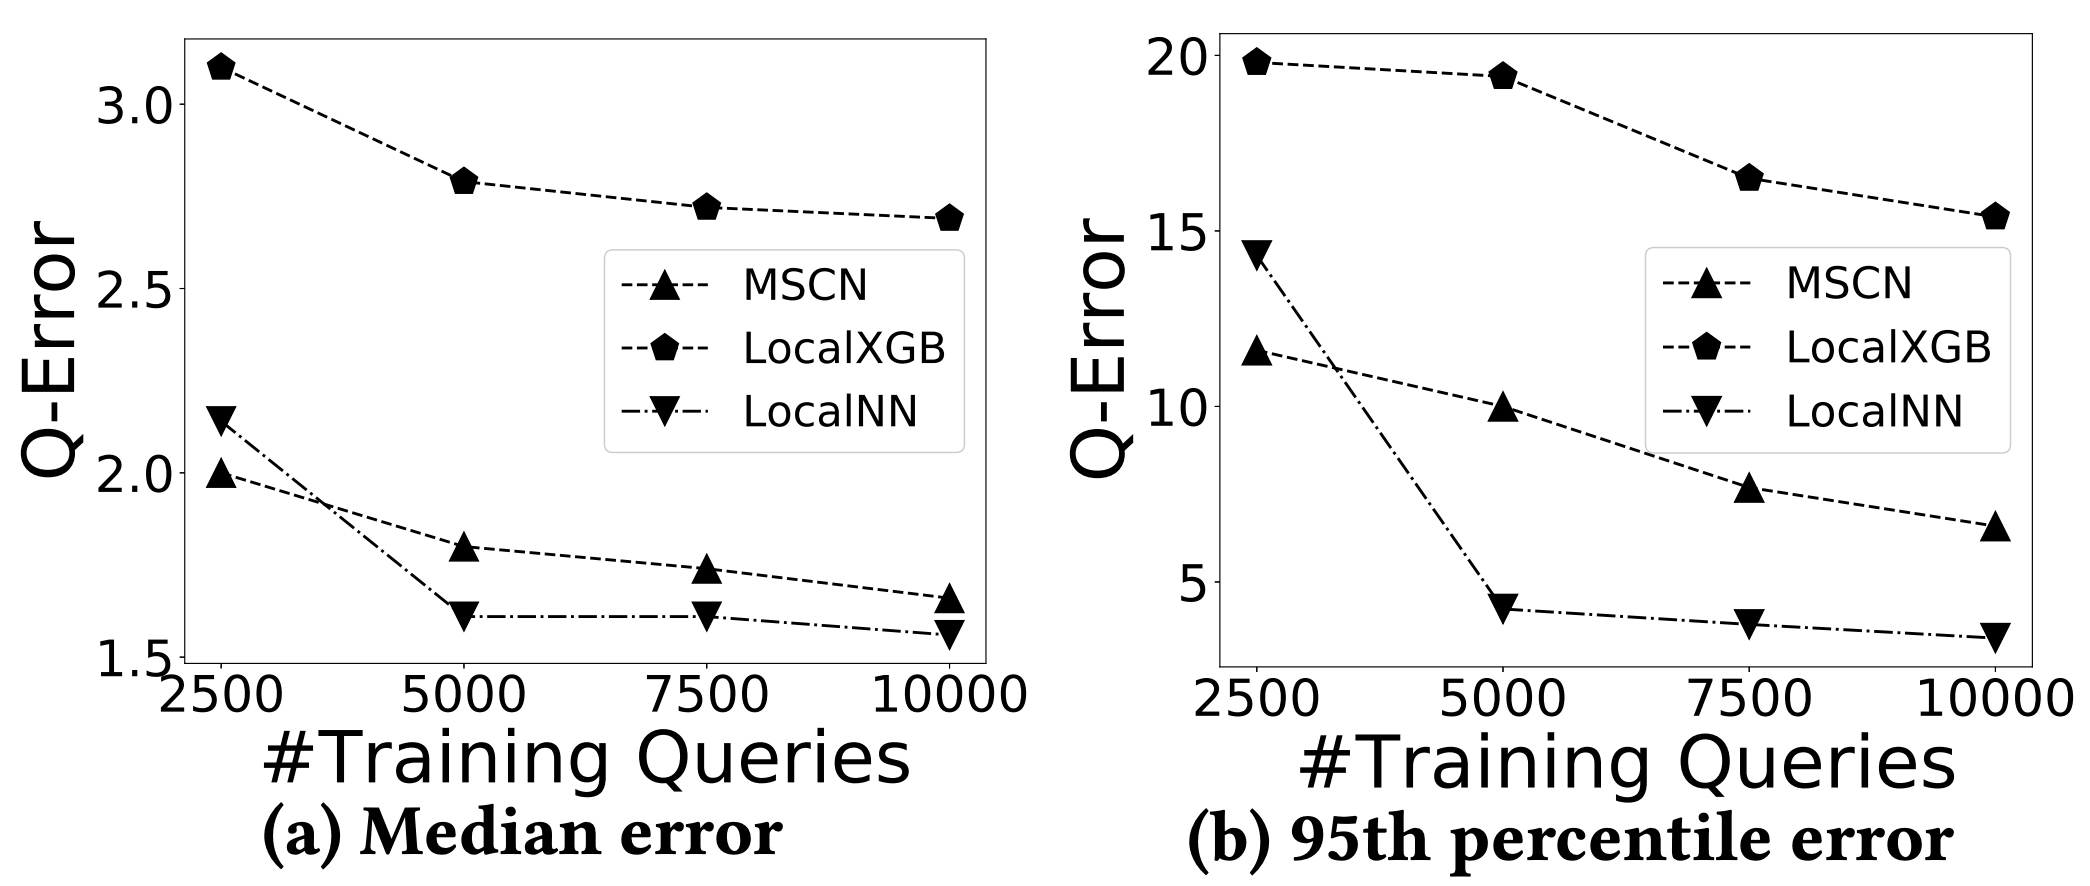 3.0
2.5
2.0
1.5
Q-Error
MSCN
LocalXGB
LocalNN
2500 5000 7500 10000
#Training Queries
(a) Median error
20
15
10
5
Q-Error
MSCN
LocalXGB
LocalNN
2500 5000 7500 10000
#Training Queries
(b) 95th percentile error